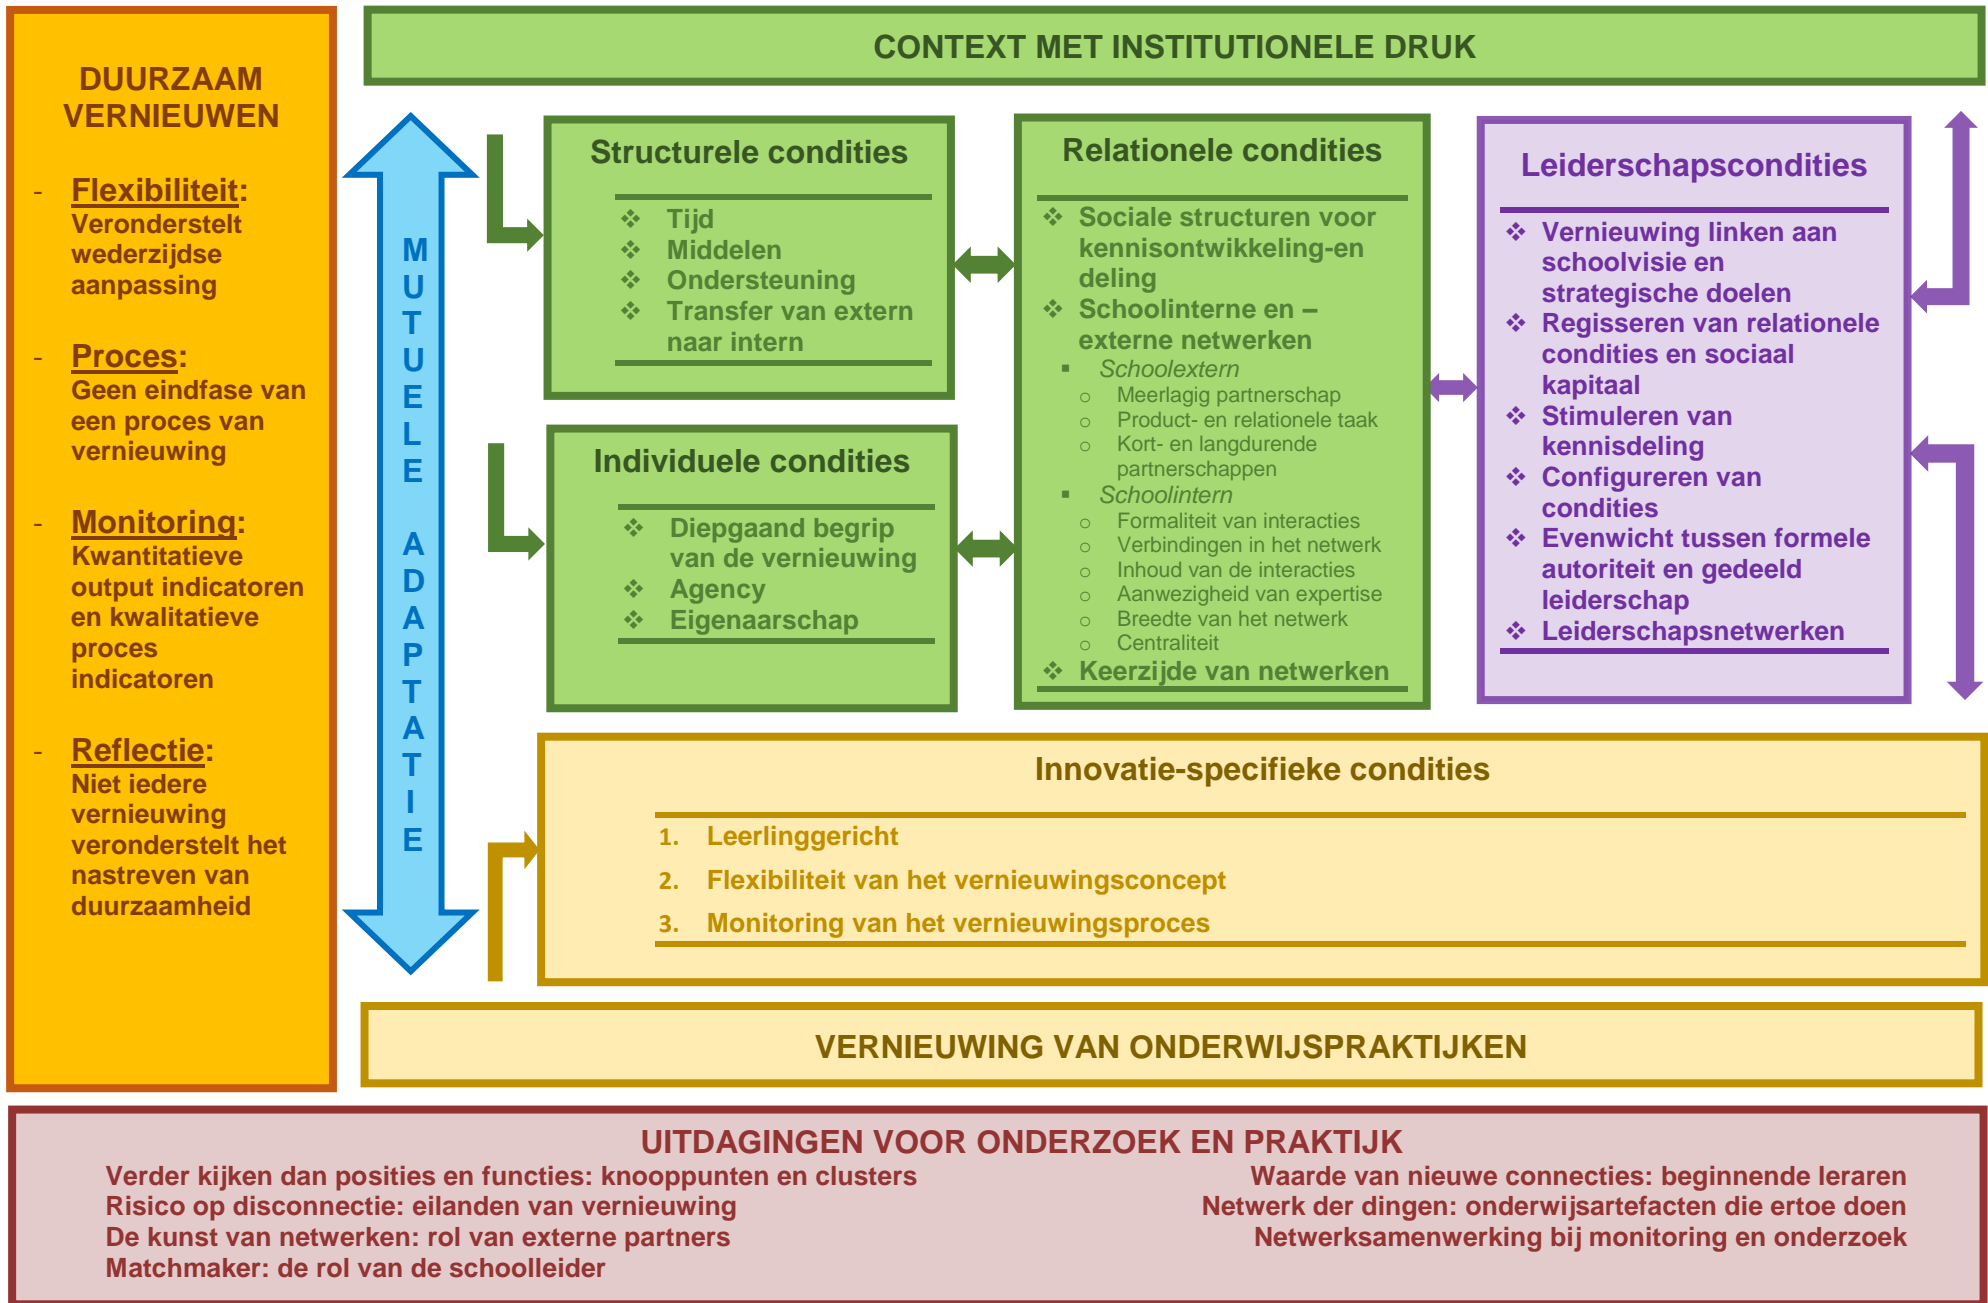 DUURZAAM
VERNIEUWEN
- Flexibiliteit:
Veronderstelt
wederzijdse
aanpassing
- Proces:
Geen eindfase van
een proces van
vernieuwing
- Monitoring:
Kwantitatieve
output indicatoren
en kwalitatieve
proces
indicatoren
- Reflectie:
Niet iedere
vernieuwing
veronderstelt het
nastreven van
duurzaamheid
CONTEXT MET INSTITUTIONELE DRUK
MUTUELE ADAPTATIE
Structurele condities
❖ Tijd
❖ Middelen
❖ Ondersteuning
❖ Transfer van extern
naar intern
Individuele condities
❖ Diepgaand begrip
van de vernieuwing
❖ Agency
❖ Eigenaarschap
Relationele condities
❖ Sociale structuren voor
kennisontwikkeling-en
deling
❖ Schoolinterne en –
externe netwerken
▪ Schoolextern
o Meerlagig partnerschap
o Product- en relationele taak
o Kort- en langdurende
partnerschappen
▪ Schoolintern
o Formaliteit van interacties
o Verbindingen in het netwerk
o Inhoud van de interacties
o Aanwezigheid van expertise
o Breedte van het netwerk
o Centraliteit
❖ Keerzijde van netwerken
Leiderschapscondities
❖ Vernieuwing linken aan
schoolvisie en
strategische doelen
❖ Regisseren van relationele
condities en sociaal
kapitaal
❖ Stimuleren van
kennisdeling
❖ Configureren van
condities
❖ Evenwicht tussen formele
autoriteit en gedeeld
leiderschap
❖ Leiderschapsnetwerken
Innovatie-specifieke condities
1. Leerlinggericht
2. Flexibiliteit van het vernieuwingsconcept
3. Monitoring van het vernieuwingsproces
VERNIEUWING VAN ONDERWIJSPRAKTIJKEN
UITDAGINGEN VOOR ONDERZOEK EN PRAKTIJK
Verder kijken dan posities en functies: knooppunten en clusters
Risico op disconnectie: eilanden van vernieuwing
De kunst van netwerken: rol van externe partners
Matchmaker: de rol van de schoolleider
Waarde van nieuwe connecties: beginnende leraren
Netwerk der dingen: onderwijsartefacten die ertoe doen
Netwerksamenwerking bij monitoring en onderzoek